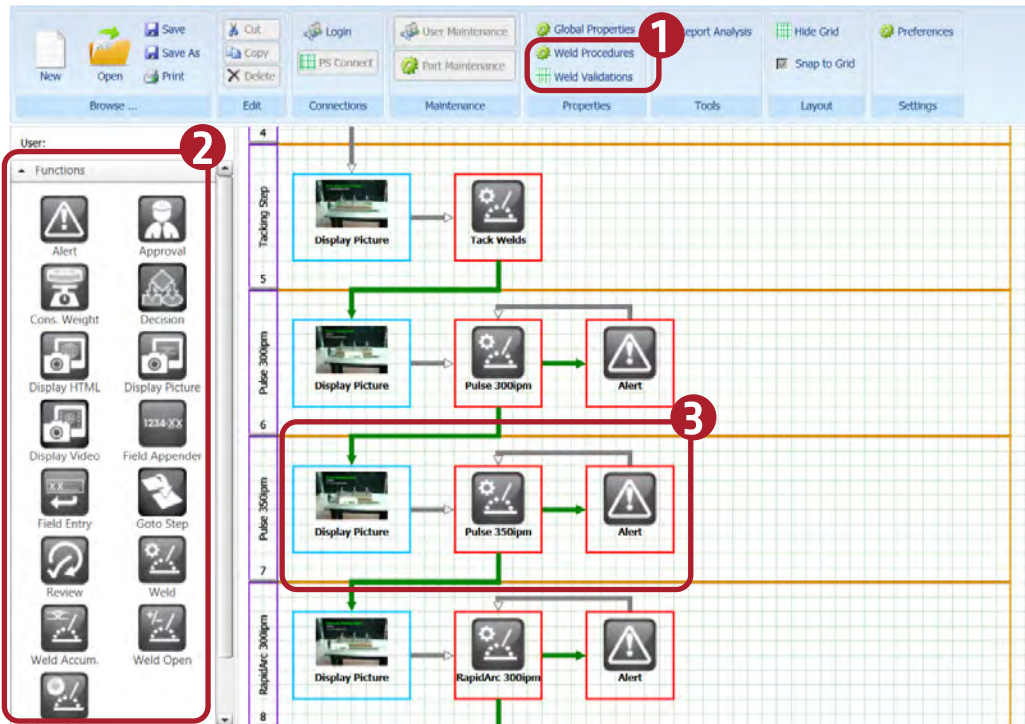 Save
Cut
Login
User Maintenance
Global Properties
1
eport Analysis
Hide Grid
Preferences
Save As
Copy
PS Connect
Part Maintenance
Weld Procedures
Snap to Grid
New
Open
Print
Delete
Weld Validations
Browse ...
Edit
Connections
Maintenance
Properties
Tools
Layout
Settings
User:
2
Functions
Alert
Approval
Cons. Weight
Decision
Display HTML
Display Picture
1234-XX
Display Video
Field Appender
XX
Field Entry
Goto Step
Review
Weld
+/-
Weld Accum.
Weld Open
4
Tacking Step
Display Picture
Tack Welds
5
Pulse 300ipm
Display Picture
Pulse 300ipm
Alert
6
3
Pulse 350ipm
Display Picture
Pulse 350ipm
Alert
7
RapidArc 300ipm
Display Picture
RapidArc 300ipm
Alert
8